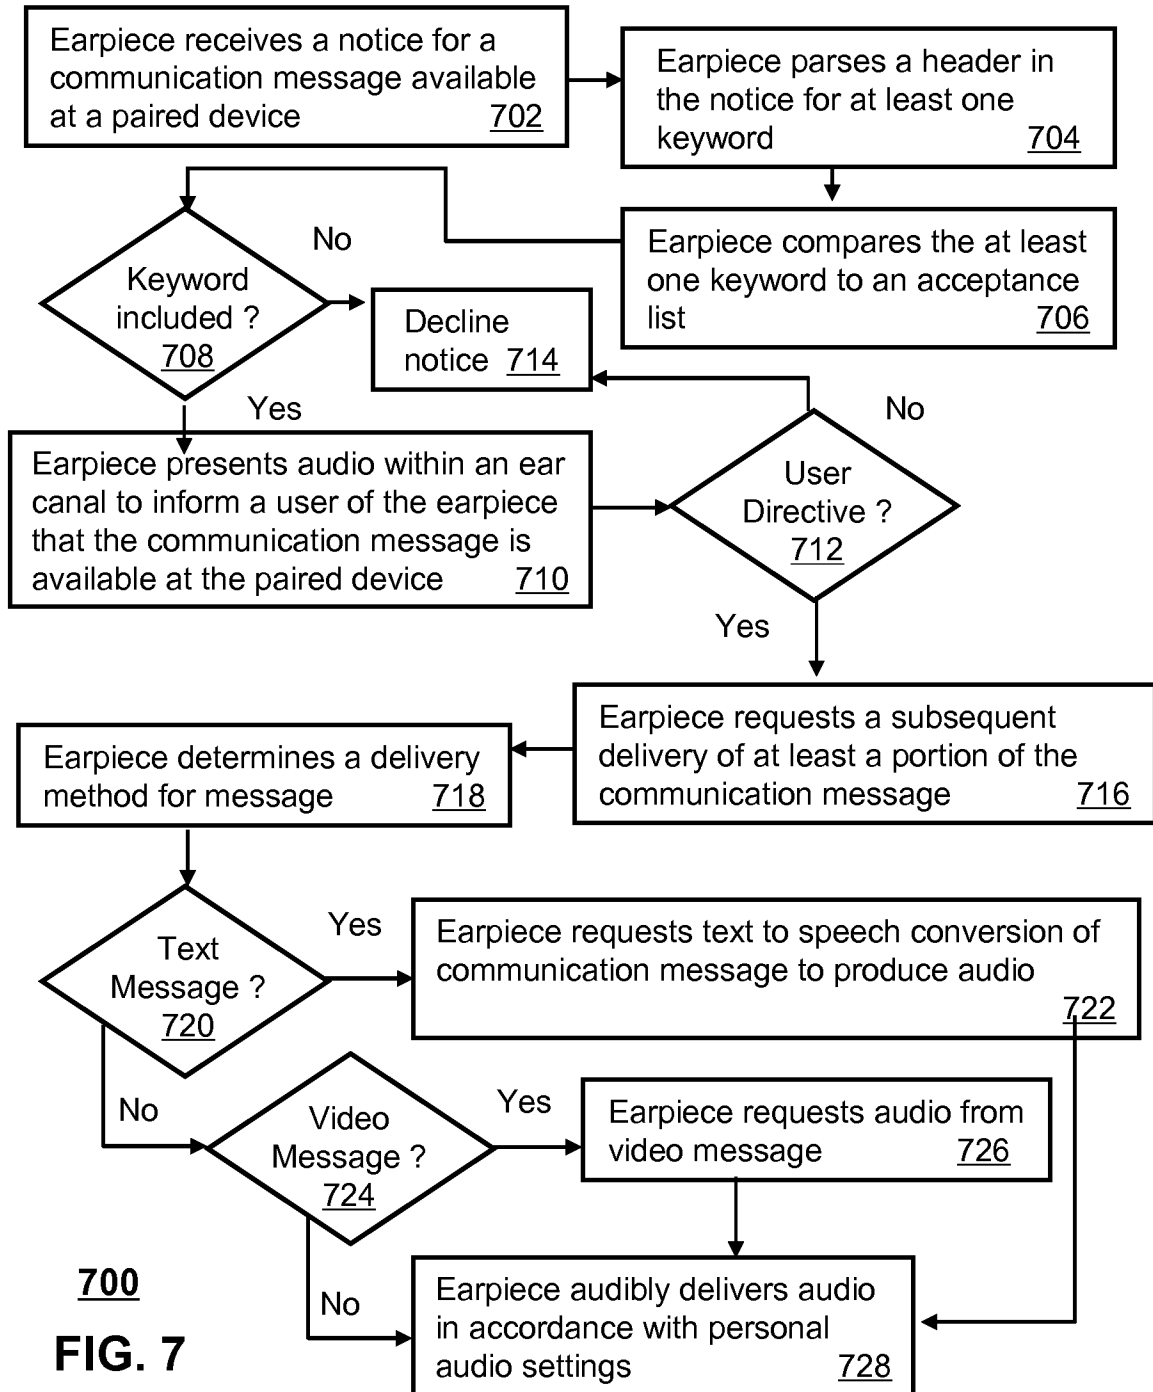 Earpiece receives a notice for a
communication message available
at a paired device 702
Earpiece parses a header in
the notice for at least one
keyword 704
Earpiece compares the at least
one keyword to an acceptance
list 706
Keyword
included ?
708
No
Decline
notice 714
Yes
Earpiece presents audio within an ear
canal to inform a user of the earpiece
that the communication message is
available at the paired device 710
User
Directive ?
712
No
Yes
Earpiece requests a subsequent
delivery of at least a portion of the
communication message 716
Earpiece determines a delivery
method for message 718
Text
Message ?
720
Yes
Earpiece requests text to speech conversion of
communication message to produce audio
722
No
Video
Message ?
724
Yes
Earpiece requests audio from
video message 726
No
Earpiece audibly delivers audio
in accordance with personal
audio settings 728
700
FIG. 7